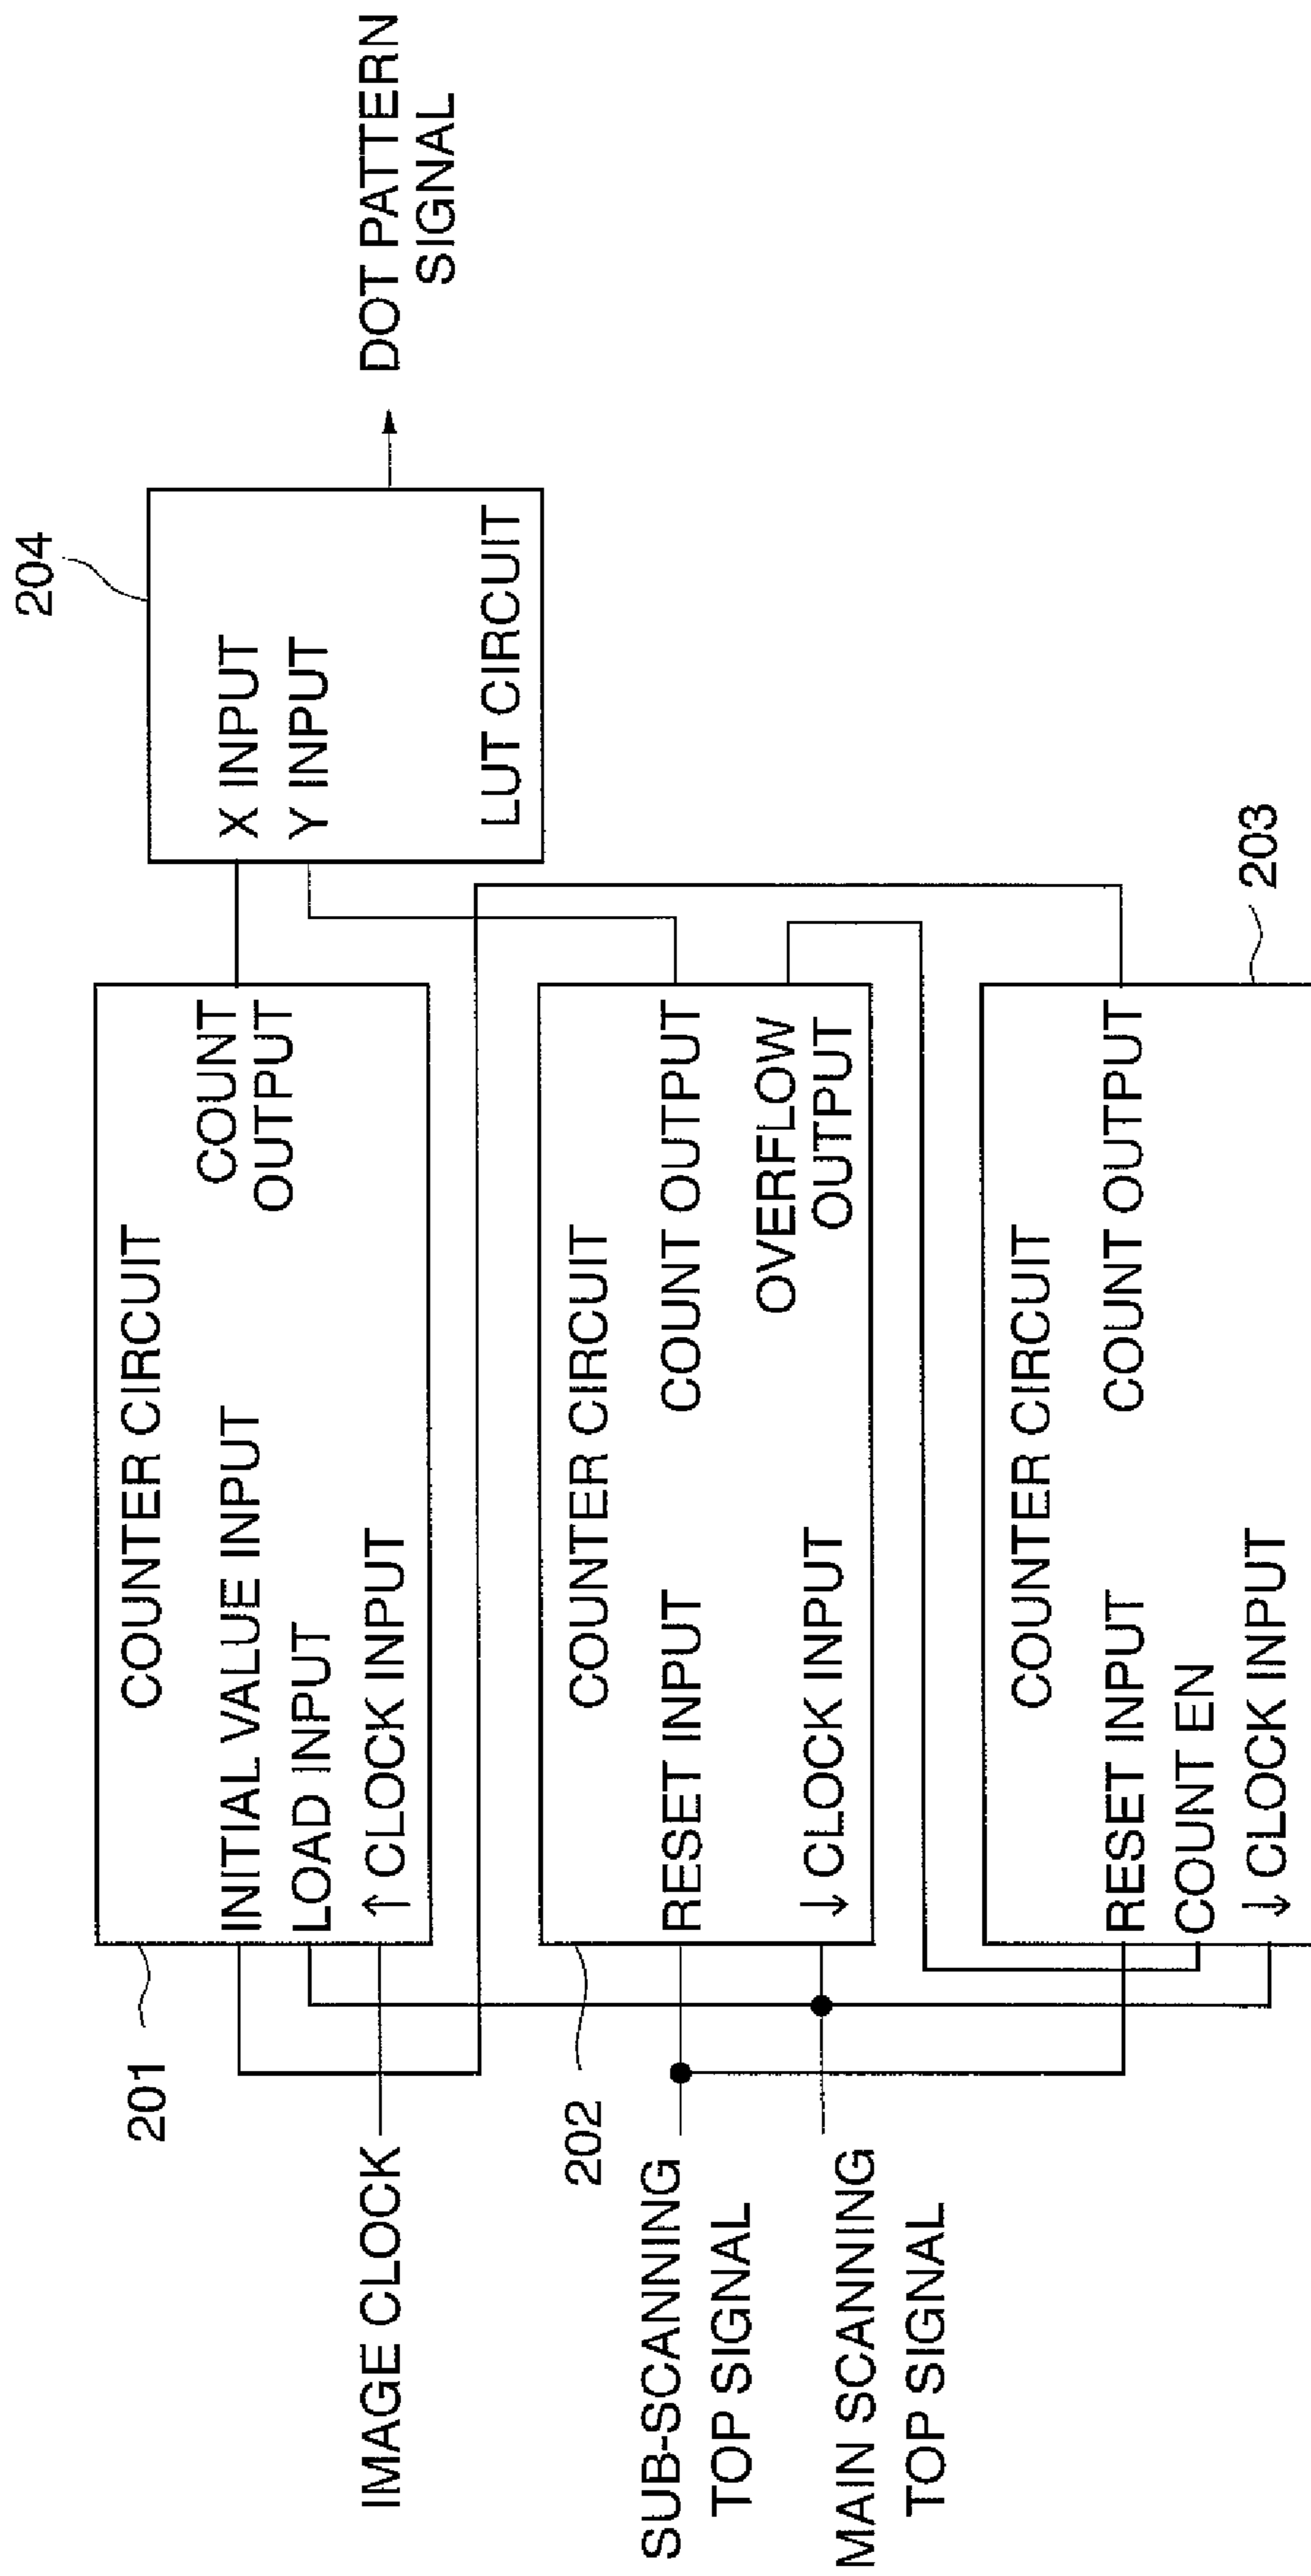 204
DOT PATTERN
SIGNAL
X INPUT
Y INPUT
LUT CIRCUIT
201
COUNTER CIRCUIT
INITIAL VALUE INPUT
LOAD INPUT
↑ CLOCK INPUT
COUNT
OUTPUT
IMAGE CLOCK
202
COUNTER CIRCUIT
RESET INPUT
COUNT OUTPUT
↓ CLOCK INPUT
OVERFLOW
OUTPUT
SUB-SCANNING
TOP SIGNAL
MAIN SCANNING
TOP SIGNAL
203
COUNTER CIRCUIT
RESET INPUT
COUNT OUTPUT
COUNT EN
↓ CLOCK INPUT